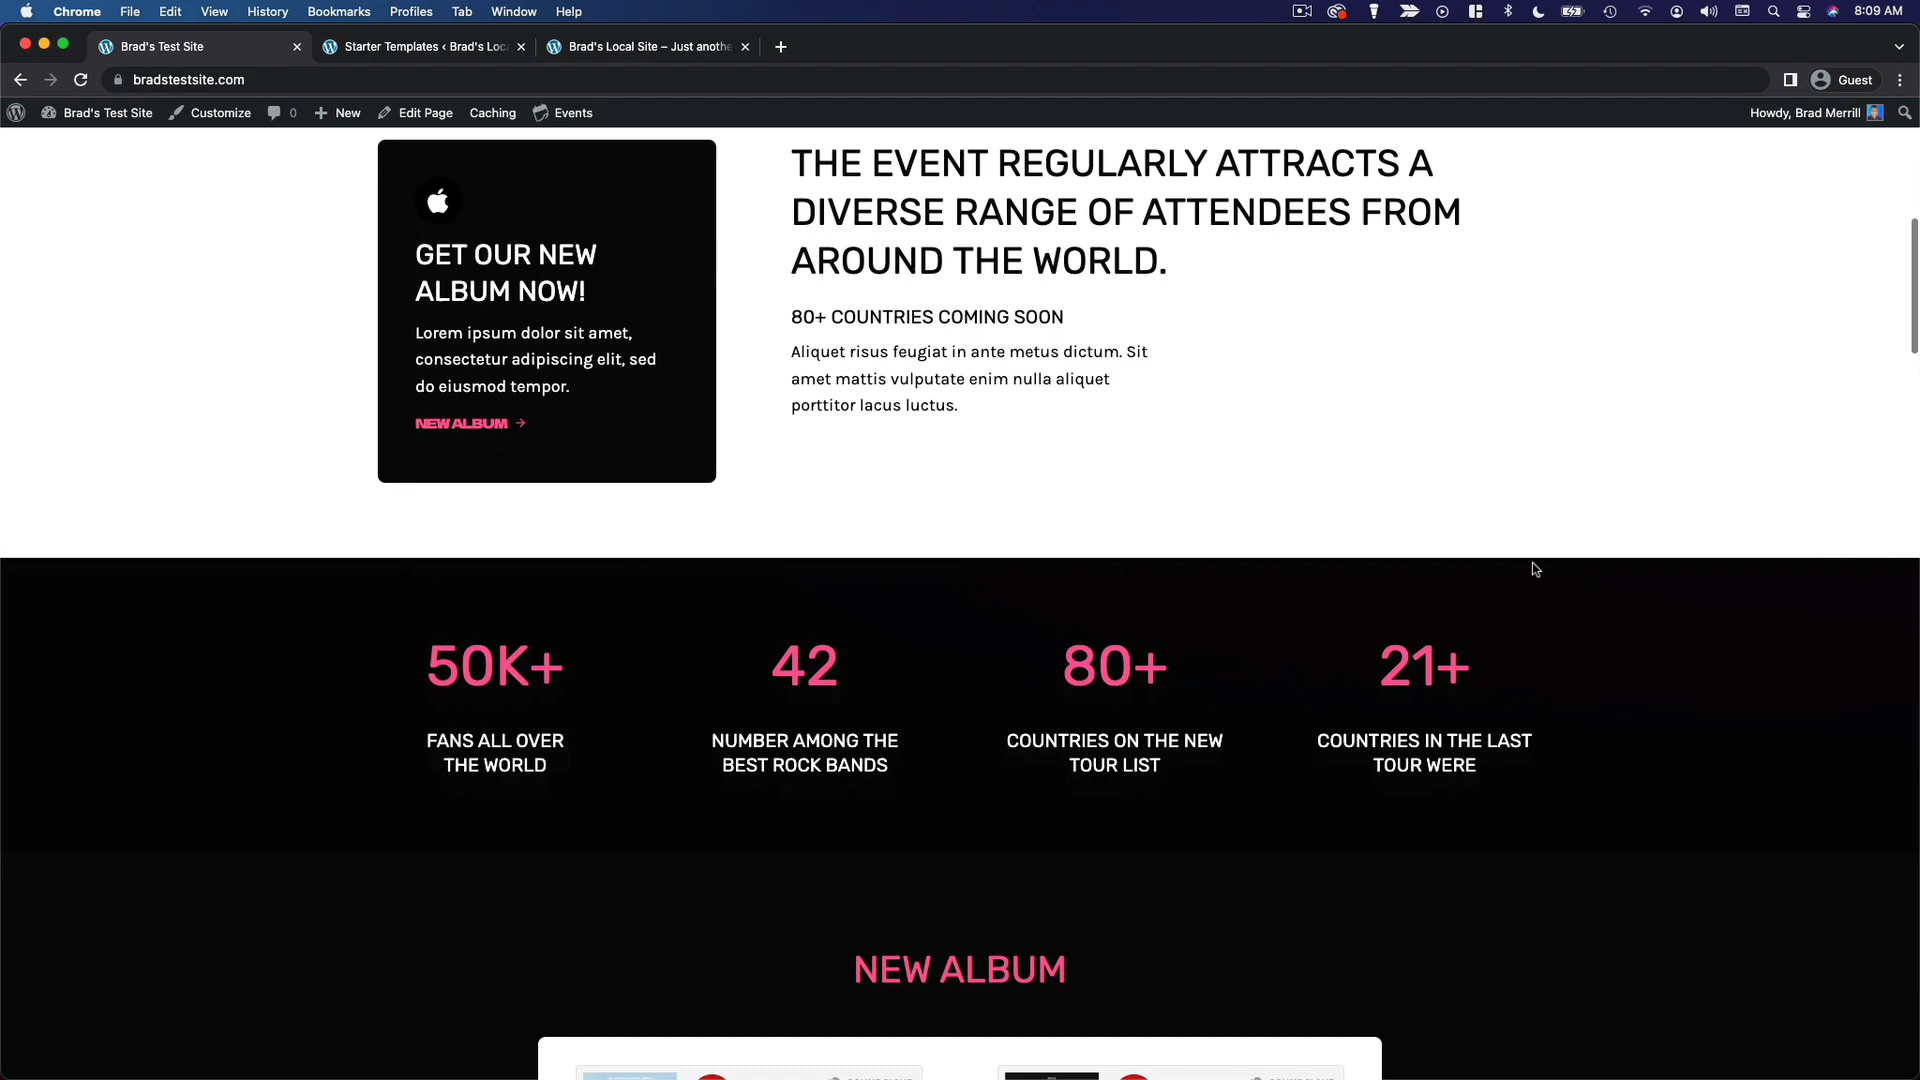 Chrome File Edit View History Bookmarks Profiles Tab Window Help 8:09 AM
Brad's Test Site Starter Templates ‹ Brad's Loc Brad's Local Site – Just anothe
bradstestsite.com Guest
Brad's Test Site Customize 0 New Edit Page Caching Events Howdy, Brad Merrill
GET OUR NEW
ALBUM NOW!
Lorem ipsum dolor sit amet,
consectetur adipiscing elit, sed
do eiusmod tempor.
NEW ALBUM →
THE EVENT REGULARLY ATTRACTS A
DIVERSE RANGE OF ATTENDEES FROM
AROUND THE WORLD.
80+ COUNTRIES COMING SOON
Aliquet risus feugiat in ante metus dictum. Sit
amet mattis vulputate enim nulla aliquet
porttitor lacus luctus.
50K+
FANS ALL OVER
THE WORLD
42
NUMBER AMONG THE
BEST ROCK BANDS
80+
COUNTRIES ON THE NEW
TOUR LIST
21+
COUNTRIES IN THE LAST
TOUR WERE
NEW ALBUM